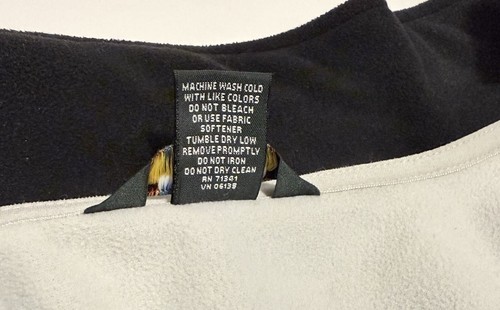 MACHINE WASH COLD
WITH LIKE COLORS
DO NOT BLEACH
OR USE FABRIC
SOFTENER
TUMBLE DRY LOW
REMOVE PROMPTLY
DO NOT IRON
DO NOT DRY CLEAN
RN 71341
VN 06138